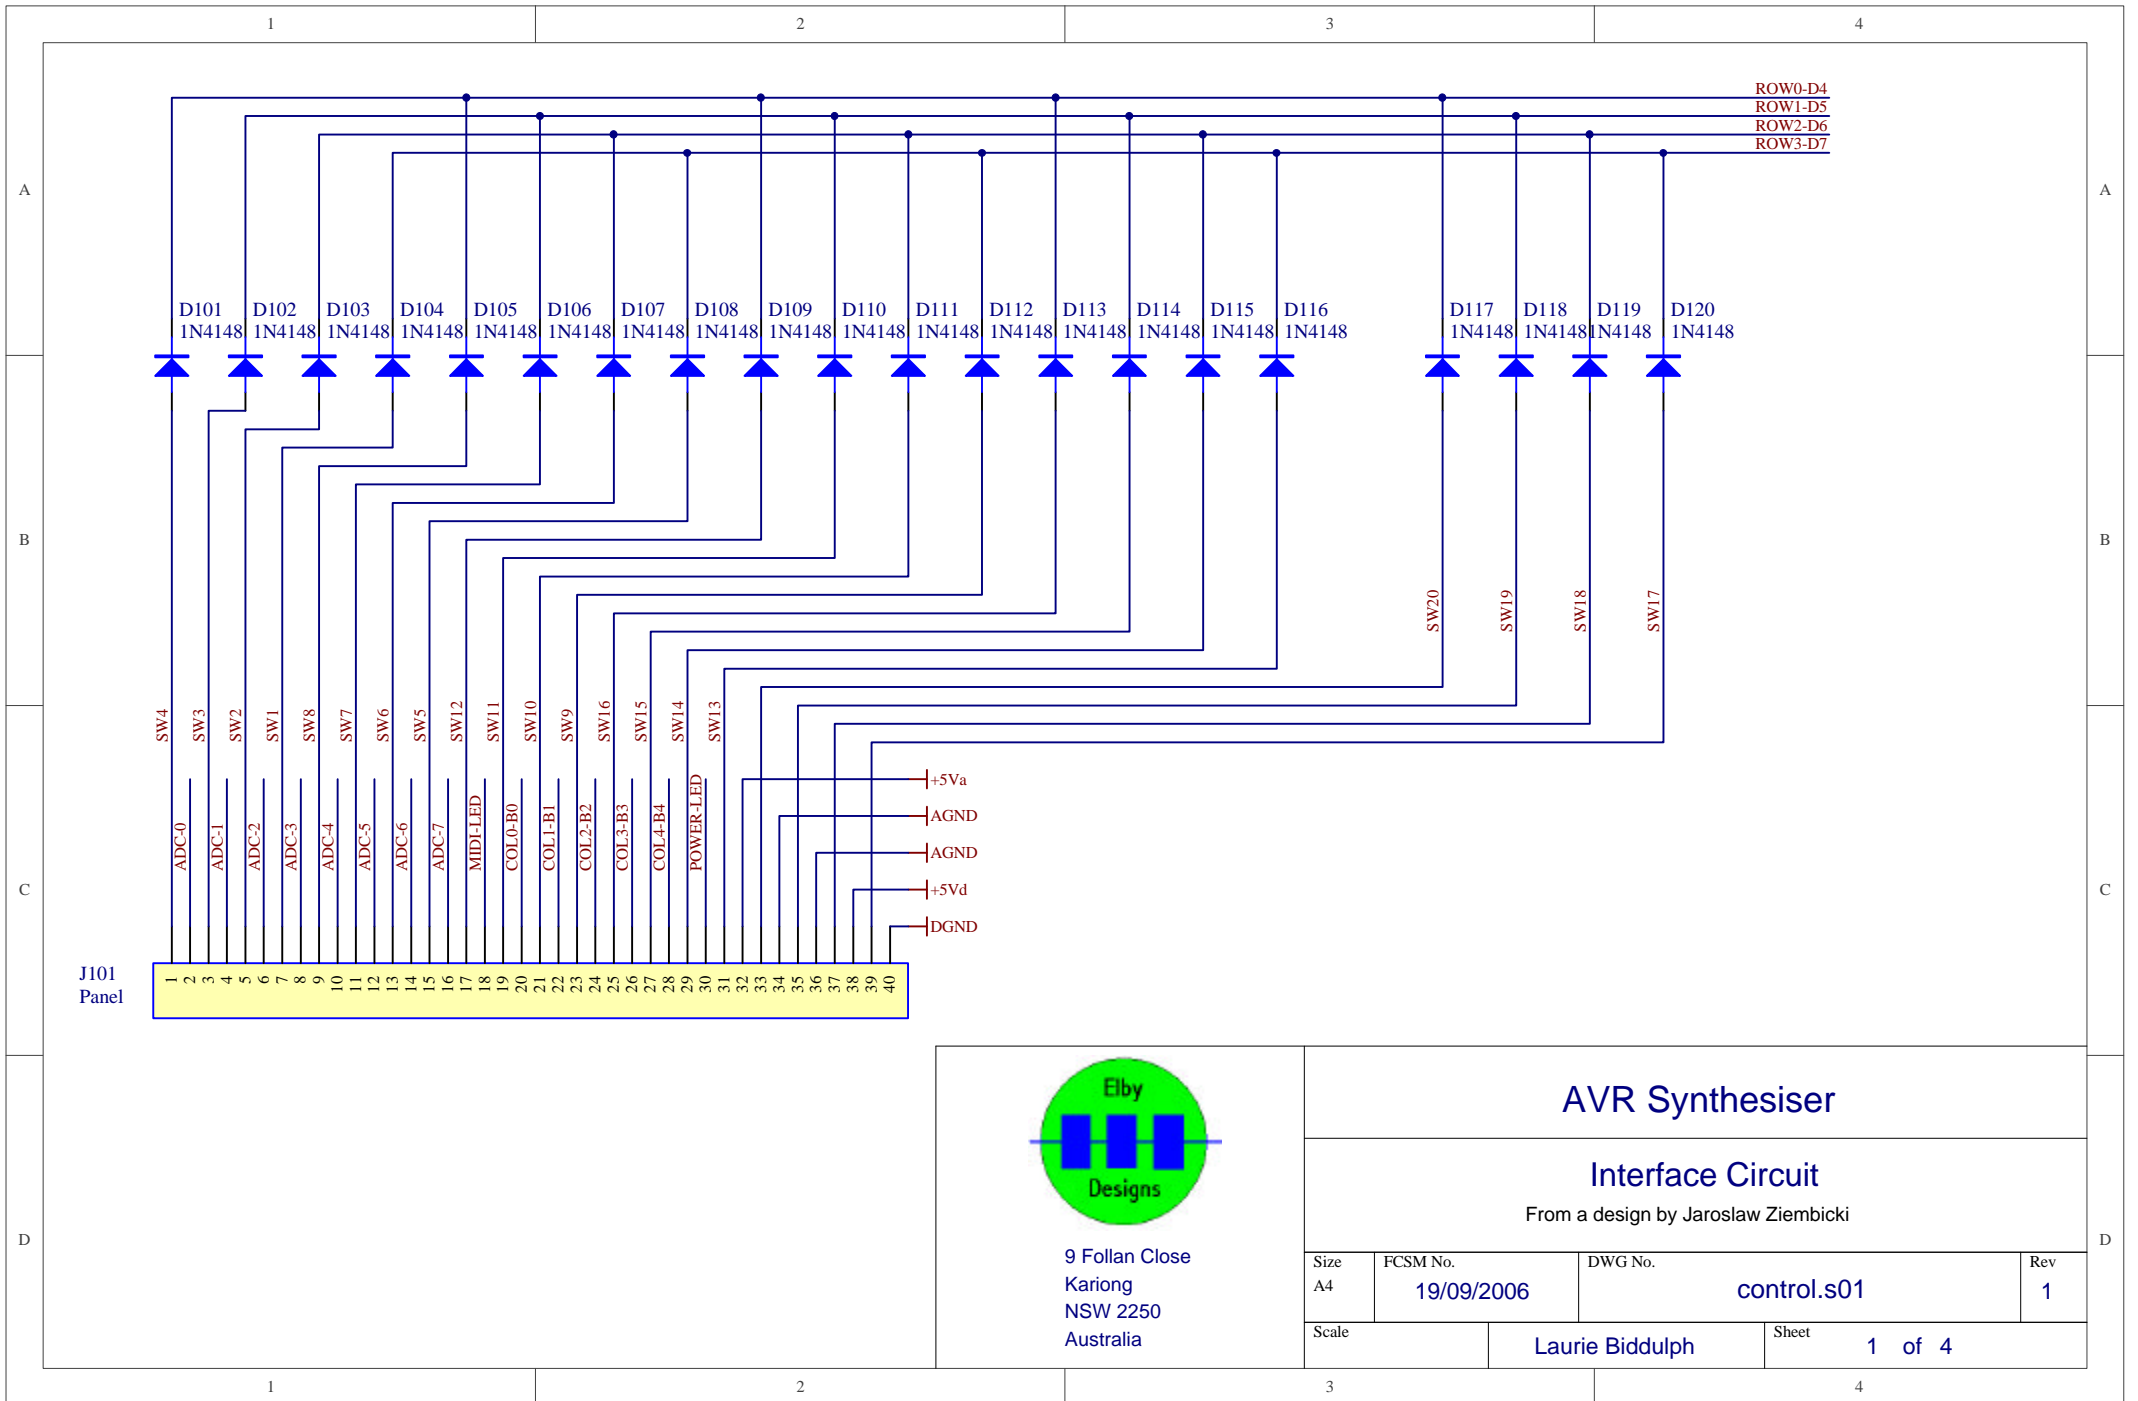 1 2 3 4
ROW0-D4
ROW1-D5
ROW2-D6
ROW3-D7
A A
D101 D102 D103 D104 D105 D106 D107 D108 D109 D110 D111 D112 D113 D114 D115 D116 D117 D118 D119 D120
1N4148 1N4148 1N4148 1N4148 1N4148 1N4148 1N4148 1N4148 1N4148 1N4148 1N4148 1N4148 1N4148 1N4148 1N4148 1N4148 1N4148 1N4148 1N4148 1N4148
B B
SW20 SW19 SW18 SW17
SW4 SW3 SW2 SW1 SW8 SW7 SW6 SW5 SW12 SW11 SW10 SW9 SW16 SW15 SW14 SW13
ADC-0 ADC-1 ADC-2 ADC-3 ADC-4 ADC-5 ADC-6 ADC-7 MIDI-LED COL0-B0 COL1-B1 COL2-B2 COL3-B3 COL4-B4 POWER-LED
+5Va
AGND
AGND
+5Vd
DGND
C C
J101
Panel
1 2 3 4 5 6 7 8 9 10 11 12 13 14 15 16 17 18 19 20 21 22 23 24 25 26 27 28 29 30 31 32 33 34 35 36 37 38 39 40
Elby
Designs
9 Follan Close
Kariong
NSW 2250
Australia
AVR Synthesiser
Interface Circuit
From a design by Jaroslaw Ziembicki
Size FCSM No. DWG No. Rev
A4 19/09/2006 control.s01 1
Scale Laurie Biddulph Sheet 1 of 4
D D
1 2 3 4